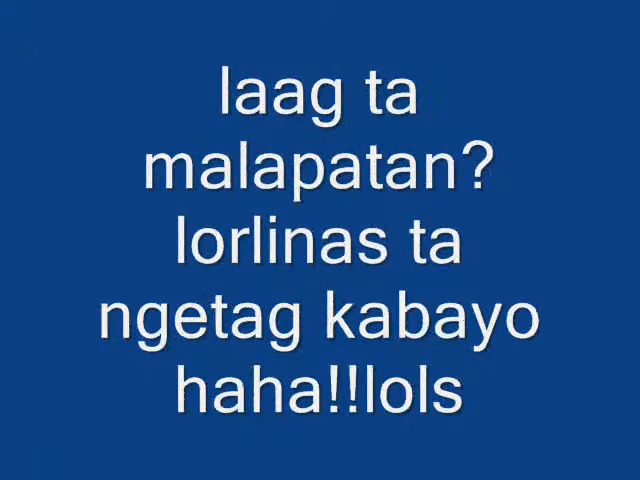 laag ta
malapatan?
lorlinas ta
ngetag kabayo
haha!!lols